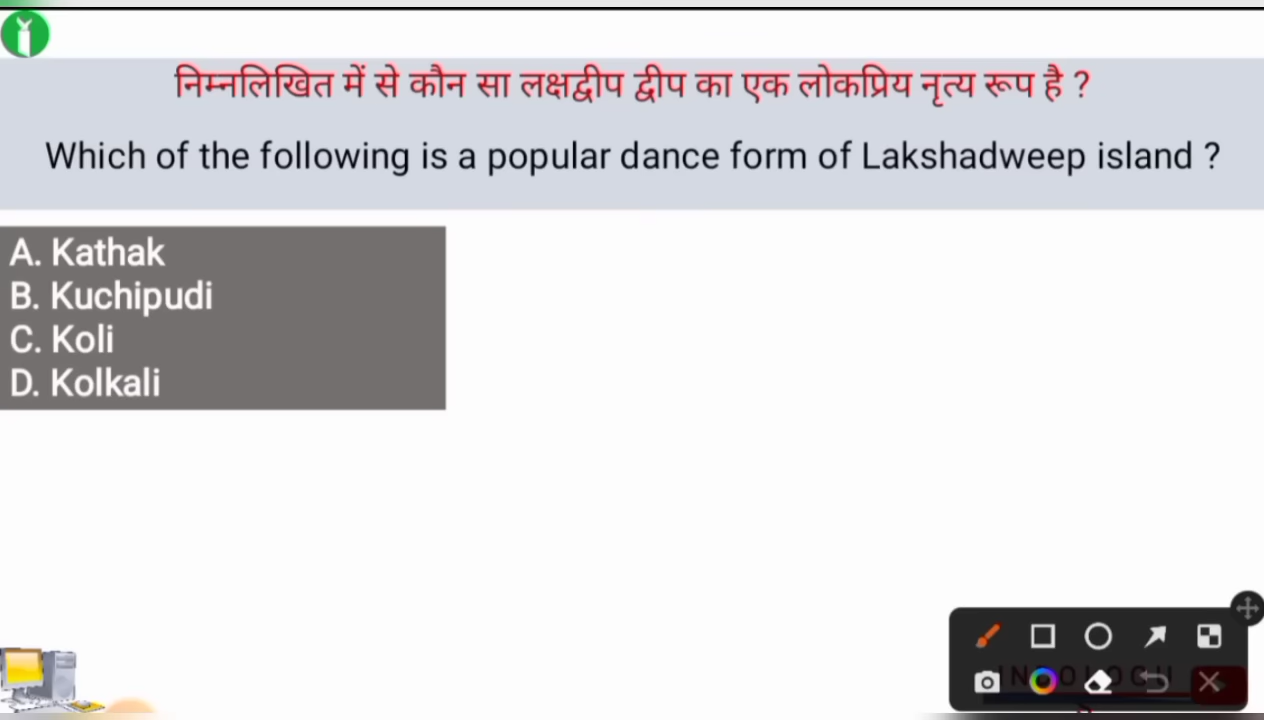 निम्नलिखित में से कौन सा लक्षद्वीप द्वीप का एक लोकप्रिय नृत्य रूप है ?
Which of the following is a popular dance form of Lakshadweep island ?
A. Kathak
B. Kuchipudi
C. Koli
D. Kolkali